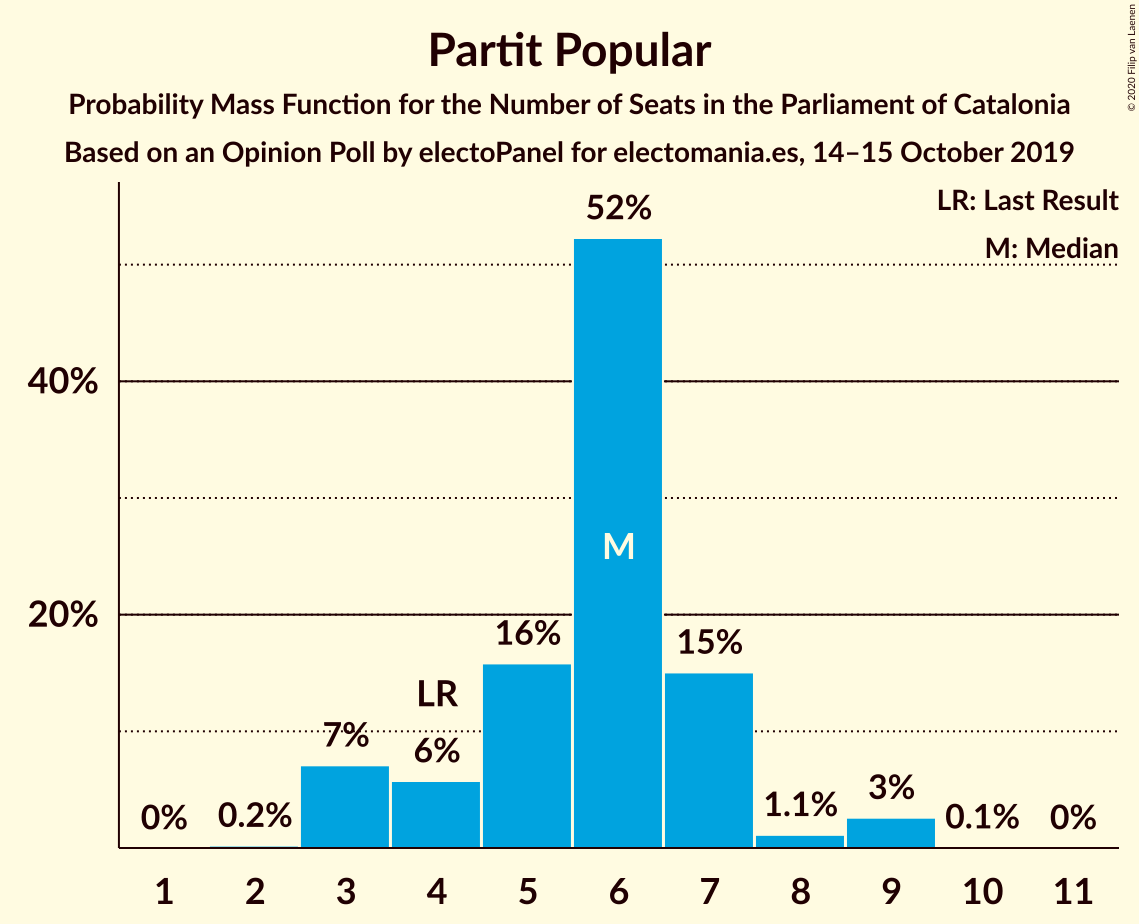 Partit Popular
Probability Mass Function for the Number of Seats in the Parliament of Catalonia
Based on an Opinion Poll by electoPanel for electomania.es, 14–15 October 2019
© 2020 Filip van Laenen
LR: Last Result
M: Median
40%
20%
0%
0.2%
7%
LR
6%
16%
52%
M
15%
1.1%
3%
0.1%
0%
1 2 3 4 5 6 7 8 9 10 11